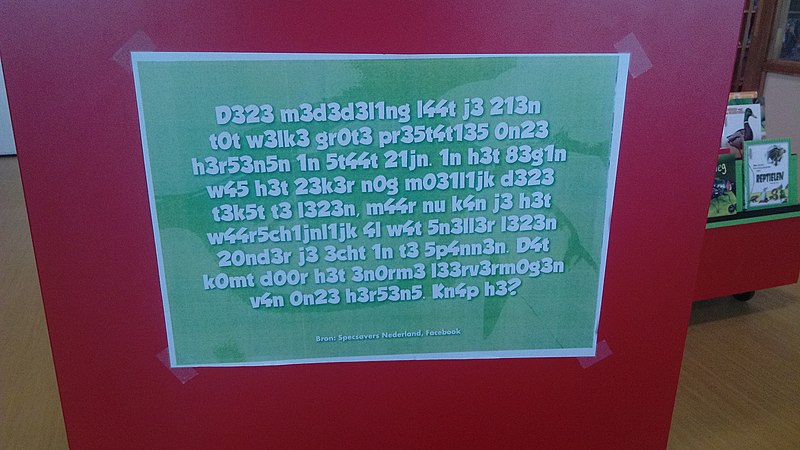 D323 m3d3d3l1ng l44t j3 213n
t0t w3lk3 gr0t3 pr35t4t135 0n23
h3r53n5n 1n 5t44t 21jn. 1n h3t 83g1n
w45 h3t 23k3r n0g m031l1jk d323
t3k5t t3 l323n, m44r nu k4n j3 h3t
w44r5ch1jnl1jk 4l w4t 5n3ll3r l323n
20nd3r j3 3cht 1n t3 5p4nn3n. D4t
k0mt d00r h3t 3n0rm3 l33rv3rm0g3n
v4n 0n23 h3r53n5. Kn4p h3?
Bron: Specsavers Nederland, Facebook
REPTIELEN